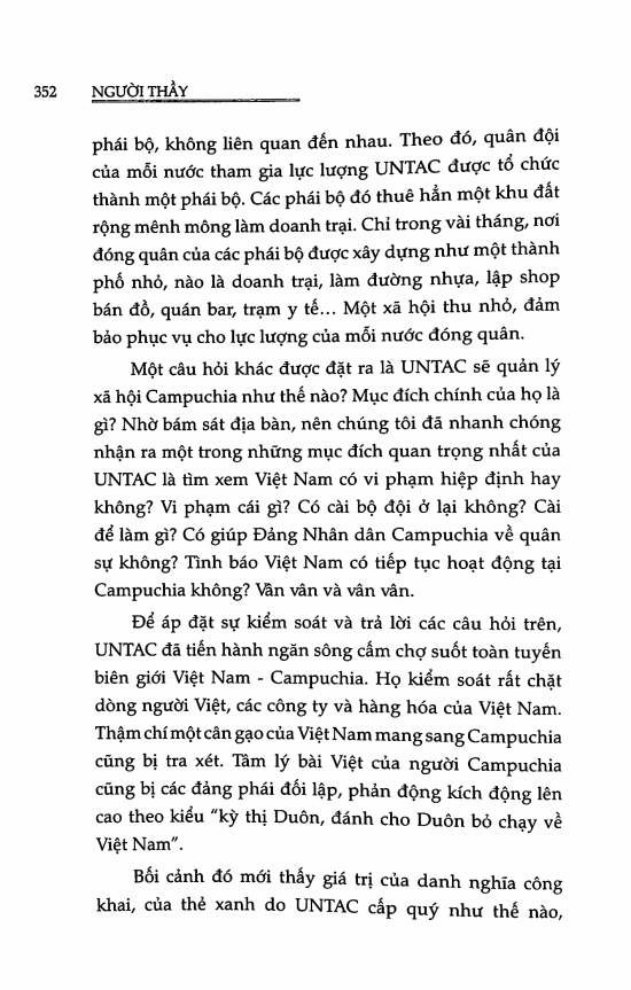 352 NGƯỜI THẦY
phái bộ, không liên quan đến nhau. Theo đó, quân đội
của mỗi nước tham gia lực lượng UNTAC được tổ chức
thành một phái bộ. Các phái bộ đó thuê hẳn một khu đất
rộng mênh mông làm doanh trại. Chỉ trong vài tháng, nơi
đóng quân của các phái bộ được xây dựng như một thành
phố nhỏ, nào là doanh trại, làm đường nhựa, lập shop
bán đồ, quán bar, trạm y tế... Một xã hội thu nhỏ, đảm
bảo phục vụ cho lực lượng của mỗi nước đóng quân.
Một câu hỏi khác được đặt ra là UNTAC sẽ quản lý
xã hội Campuchia như thế nào? Mục đích chính của họ là
gì? Nhờ bám sát địa bàn, nên chúng tôi đã nhanh chóng
nhận ra một trong những mục đích quan trọng nhất của
UNTAC là tìm xem Việt Nam có vi phạm hiệp định hay
không? Vi phạm cái gì? Có cài bộ đội ở lại không? Cài
để làm gì? Có giúp Đảng Nhân dân Campuchia về quân
sự không? Tình báo Việt Nam có tiếp tục hoạt động tại
Campuchia không? Vân vân và vân vân.
Để áp đặt sự kiểm soát và trả lời các câu hỏi trên,
UNTAC đã tiến hành ngăn sông cấm chợ suốt toàn tuyến
biên giới Việt Nam - Campuchia. Họ kiểm soát rất chặt
dòng người Việt, các công ty và hàng hóa của Việt Nam.
Thậm chí một cân gạo của Việt Nam mang sang Campuchia
cũng bị tra xét. Tâm lý bài Việt của người Campuchia
cũng bị các đảng phái đối lập, phản động kích động lên
cao theo kiểu "kỳ thị Duôn, đánh cho Duôn bỏ chạy về
Việt Nam".
Bối cảnh đó mới thấy giá trị của danh nghĩa công
khai, của thẻ xanh do UNTAC cấp quý như thế nào,